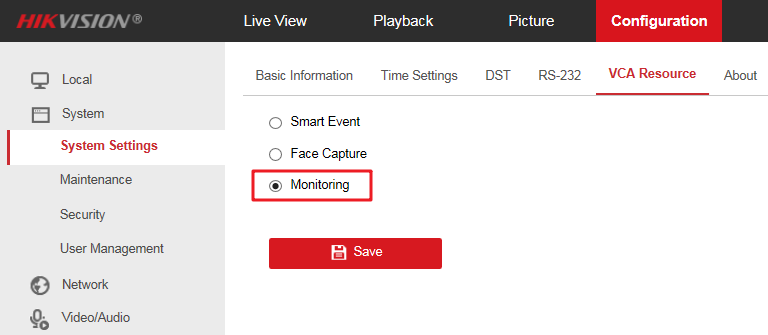 HIKVISION® Live View Playback Picture Configuration
Local
System
System Settings
Maintenance
Security
User Management
Network
Video/Audio
Basic Information Time Settings DST RS-232 VCA Resource About
Smart Event
Face Capture
Monitoring
Save